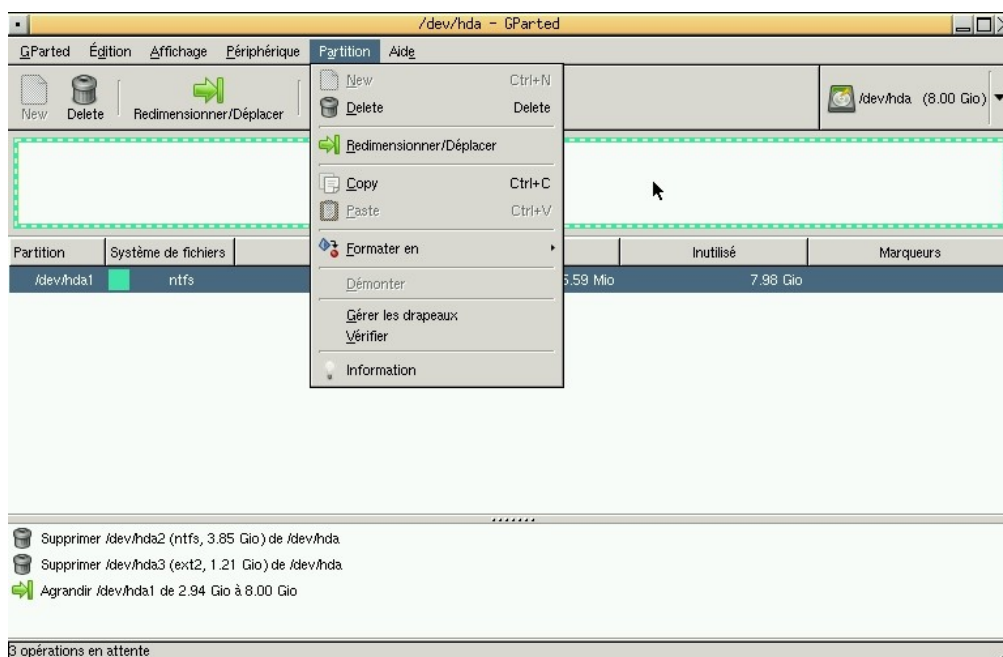 /dev/hda - GParted
GParted Édition Affichage Périphérique Partition Aide
New Delete Redimensionner/Déplacer
/dev/hda (8.00 Gio)
New Ctrl+N
Delete Delete
Redimensionner/Déplacer
Copy Ctrl+C
Paste Ctrl+V
Formater en
Démonter
Gérer les drapeaux
Vérifier
Information
Partition Système de fichiers Inutilisé Marqueurs
/dev/hda1 ntfs 5.59 Mio 7.98 Gio
Supprimer /dev/hda2 (ntfs, 3.85 Gio) de /dev/hda
Supprimer /dev/hda3 (ext2, 1.21 Gio) de /dev/hda
Agrandir /dev/hda1 de 2.94 Gio à 8.00 Gio
3 opérations en attente